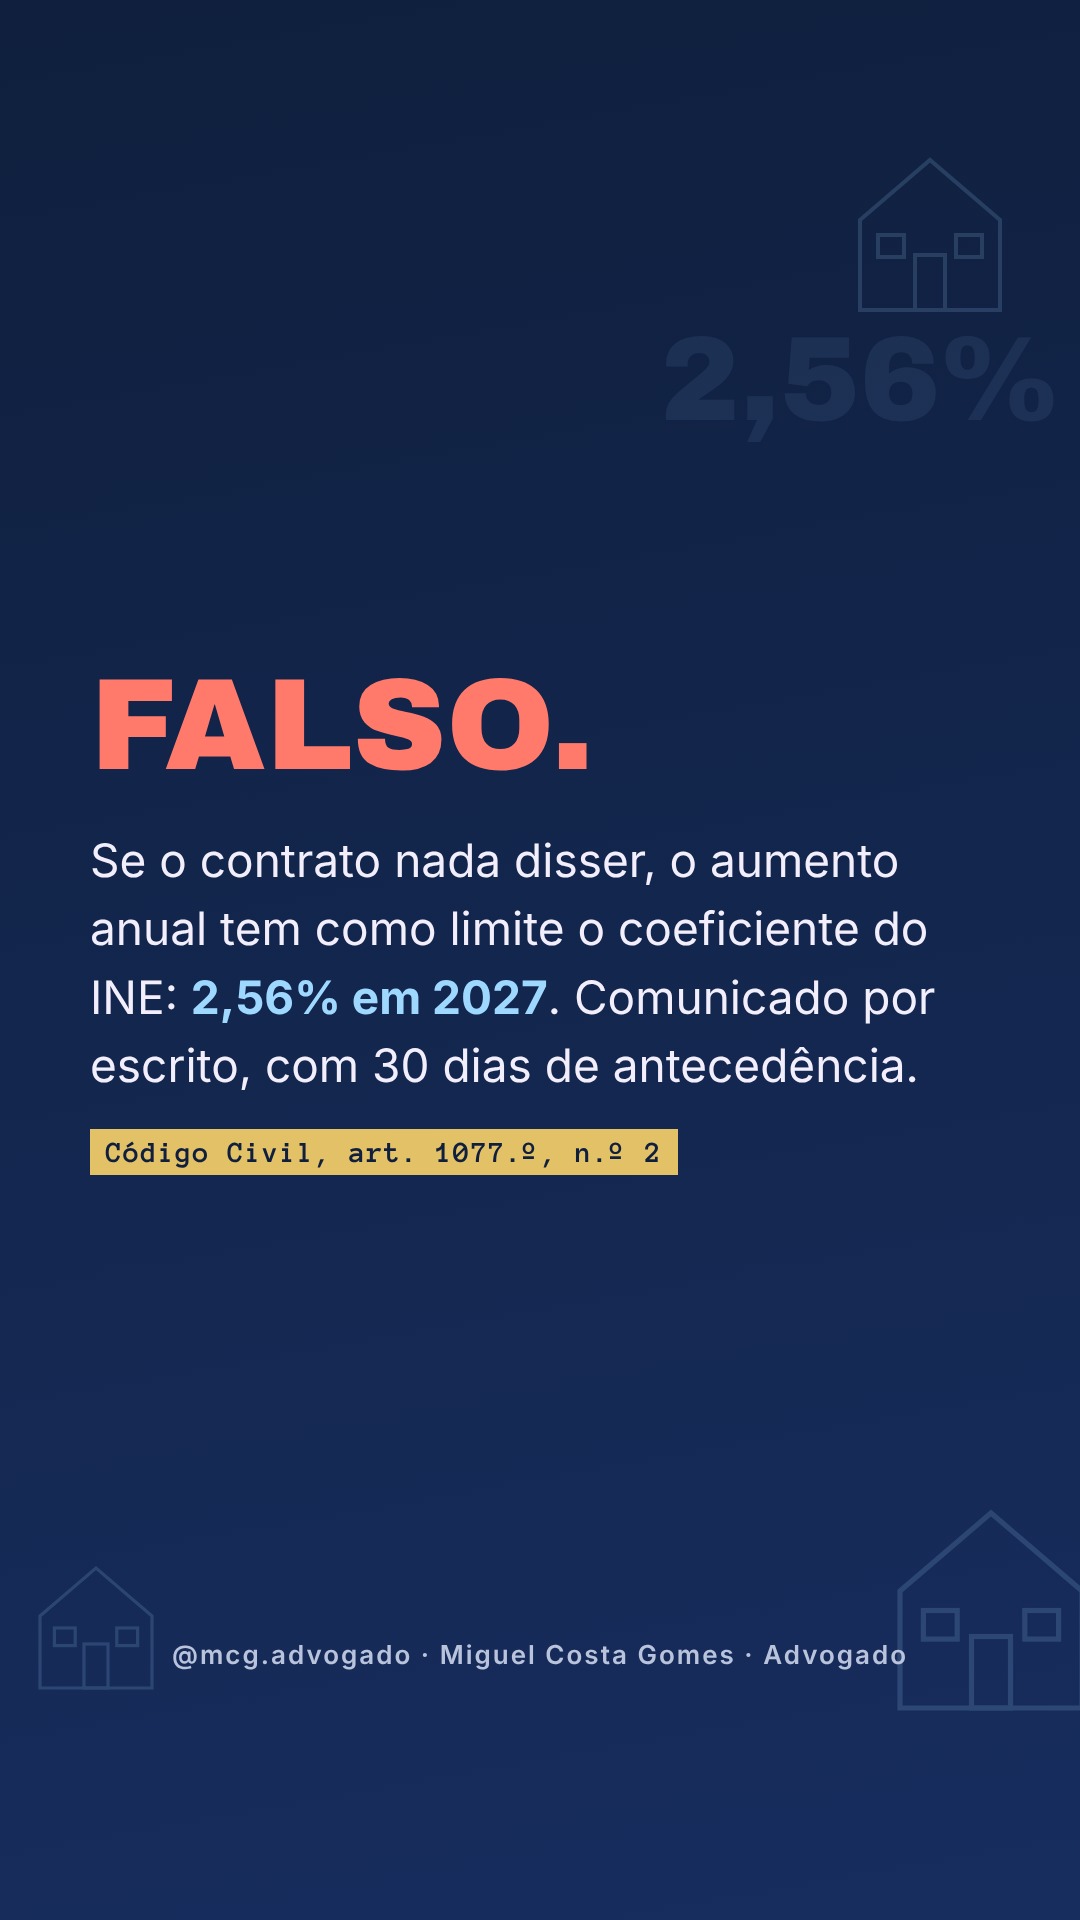 2,56%
FALSO.
Se o contrato nada disser, o aumento
anual tem como limite o coeficiente do
INE: 2,56% em 2027. Comunicado por
escrito, com 30 dias de antecedência.
Código Civil, art. 1077.º, n.º 2
@mcg.advogado · Miguel Costa Gomes · Advogado